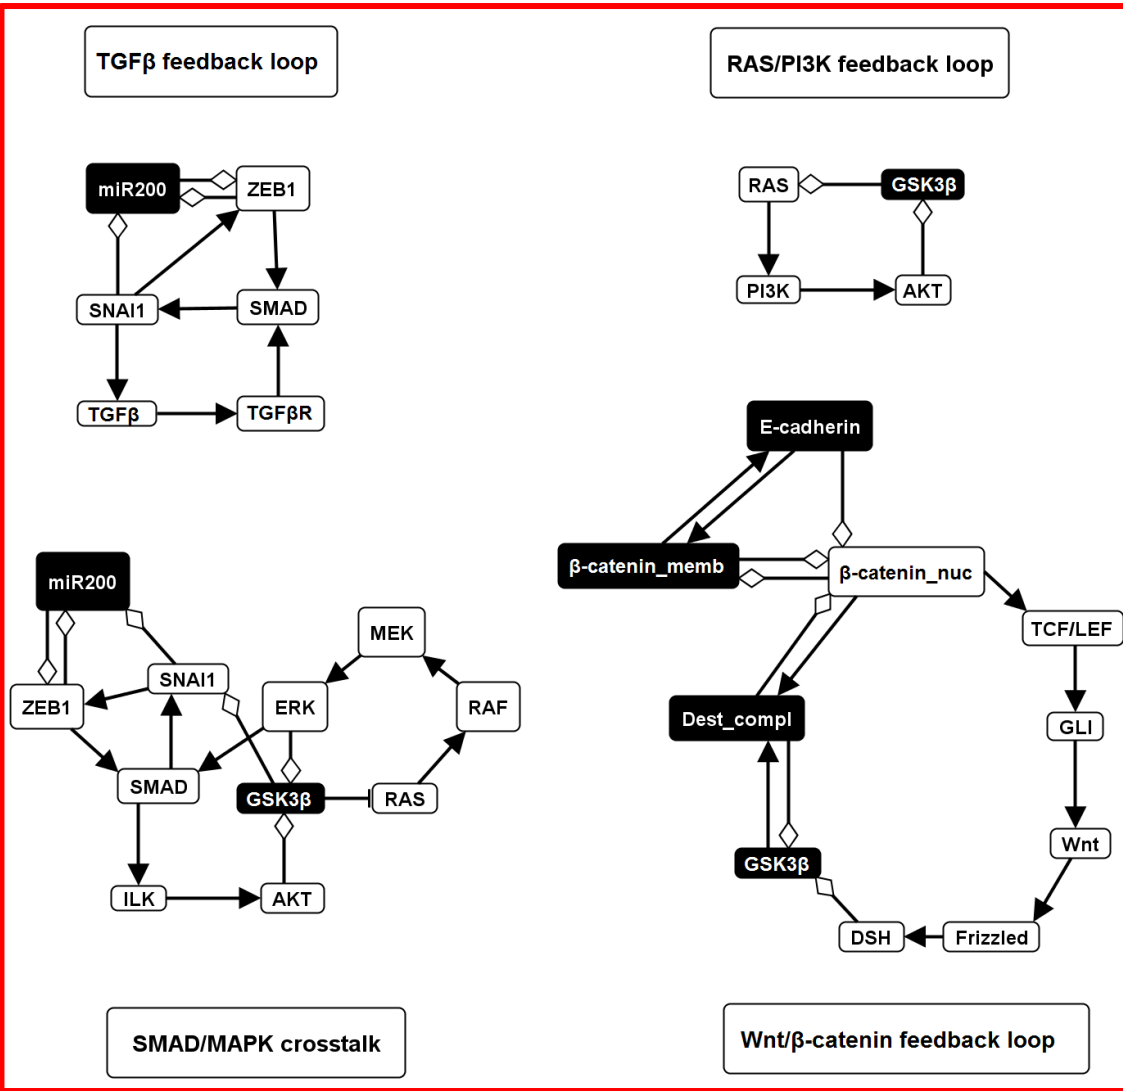 TGFβ feedback loop
RAS/PI3K feedback loop
miR200
ZEB1
SNAI1
SMAD
TGFβ
TGFβR
RAS
GSK3β
PI3K
AKT
E-cadherin
β-catenin_memb
β-catenin_nuc
TCF/LEF
Dest_compl
GLI
GSK3β
Wnt
DSH
Frizzled
miR200
MEK
SNAI1
ZEB1
ERK
RAF
SMAD
GSK3β
RAS
ILK
AKT
SMAD/MAPK crosstalk
Wnt/β-catenin feedback loop